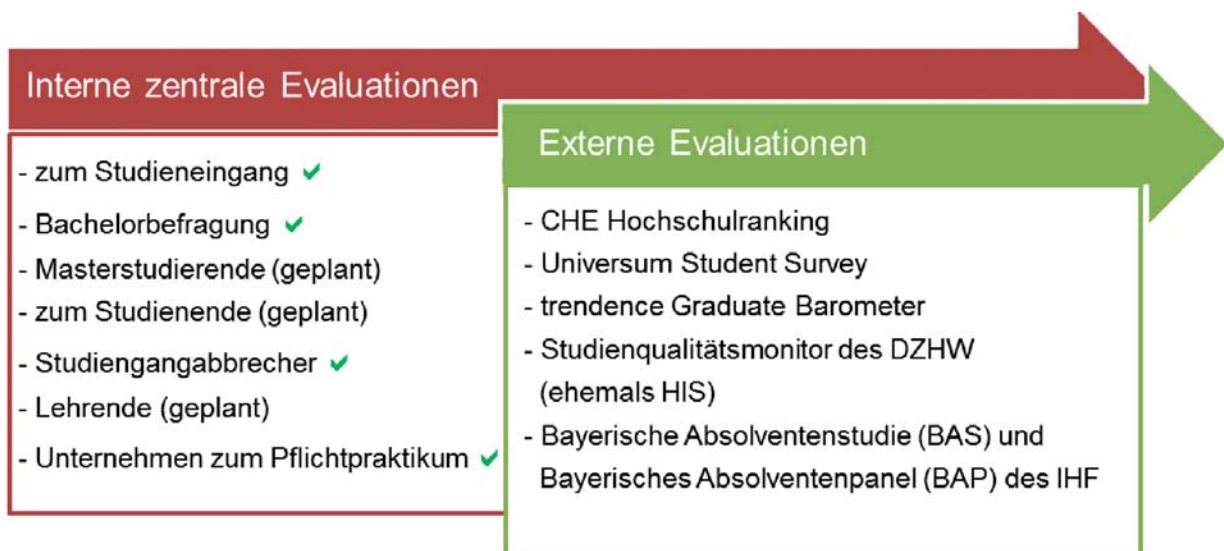 Interne zentrale Evaluationen
- zum Studieneingang ✔
- Bachelorbefragung ✔
- Masterstudierende (geplant)
- zum Studienende (geplant)
- Studiengangabbrecher ✔
- Lehrende (geplant)
- Unternehmen zum Pflichtpraktikum ✔
Externe Evaluationen
- CHE Hochschulranking
- Universum Student Survey
- trendence Graduate Barometer
- Studienqualitätsmonitor des DZHW
(ehemals HIS)
- Bayerische Absolventenstudie (BAS) und
Bayerisches Absolventenpanel (BAP) des IHF